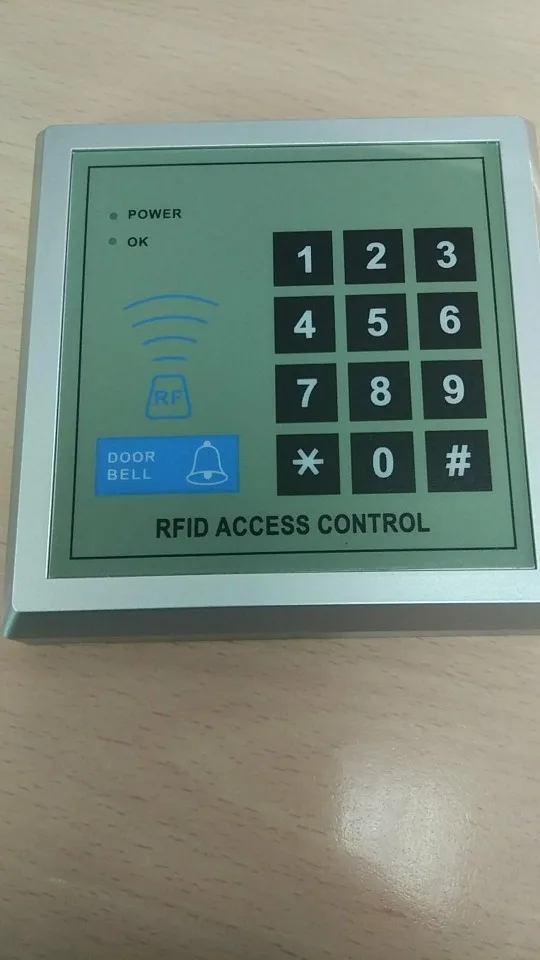 POWER
OK
1 2 3
4 5 6
RF
7 8 9
DOOR
BELL
* 0 #
RFID ACCESS CONTROL